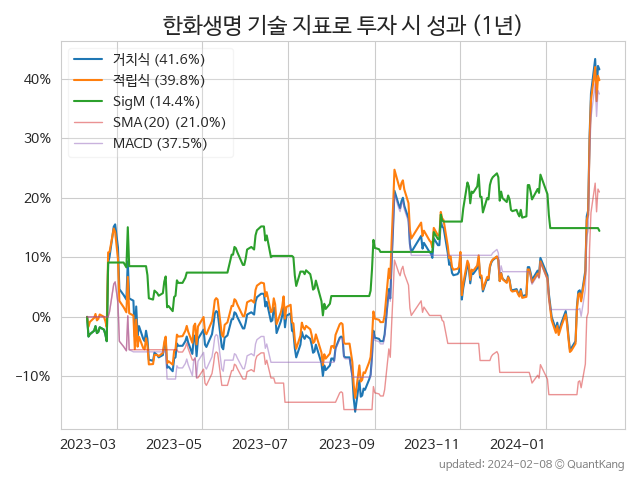 한화생명 기술 지표로 투자 시 성과 (1년)
거치식 (41.6%)
적립식 (39.8%)
SigM (14.4%)
SMA(20) (21.0%)
MACD (37.5%)
40%
30%
20%
10%
0%
−10%
2023-03 2023-05 2023-07 2023-09 2023-11 2024-01
updated: 2024-02-08 © QuantKang